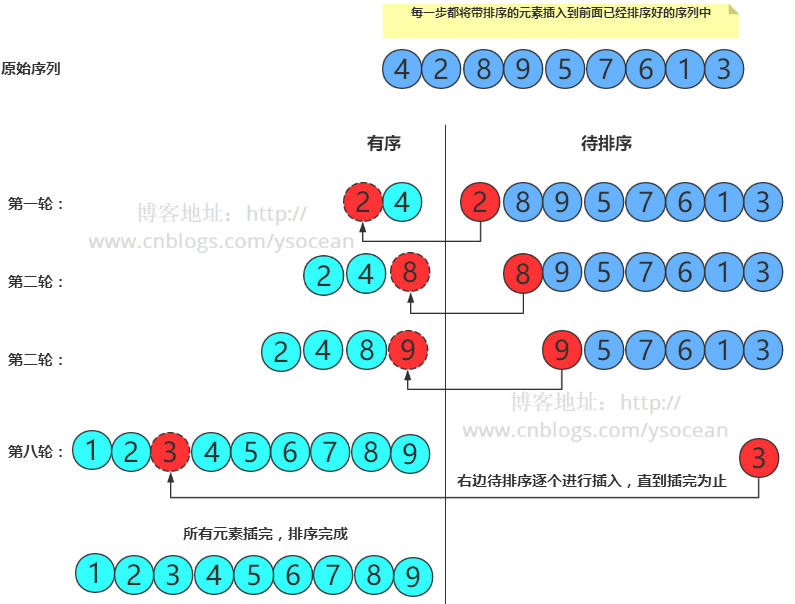 每一步都将带排序的元素插入到前面已经排序好的序列中
原始序列
4 2 8 9 5 7 6 1 3
有序 待排序
第一轮：
2 4 2 8 9 5 7 6 1 3
博客地址：http://
www.cnblogs.com/ysocean
第二轮：
2 4 8 8 9 5 7 6 1 3
第二轮：
2 4 8 9 9 5 7 6 1 3
博客地址：http://
www.cnblogs.com/ysocean
第八轮：
1 2 3 4 5 6 7 8 9 3
右边待排序逐个进行插入，直到插完为止
所有元素插完，排序完成
1 2 3 4 5 6 7 8 9